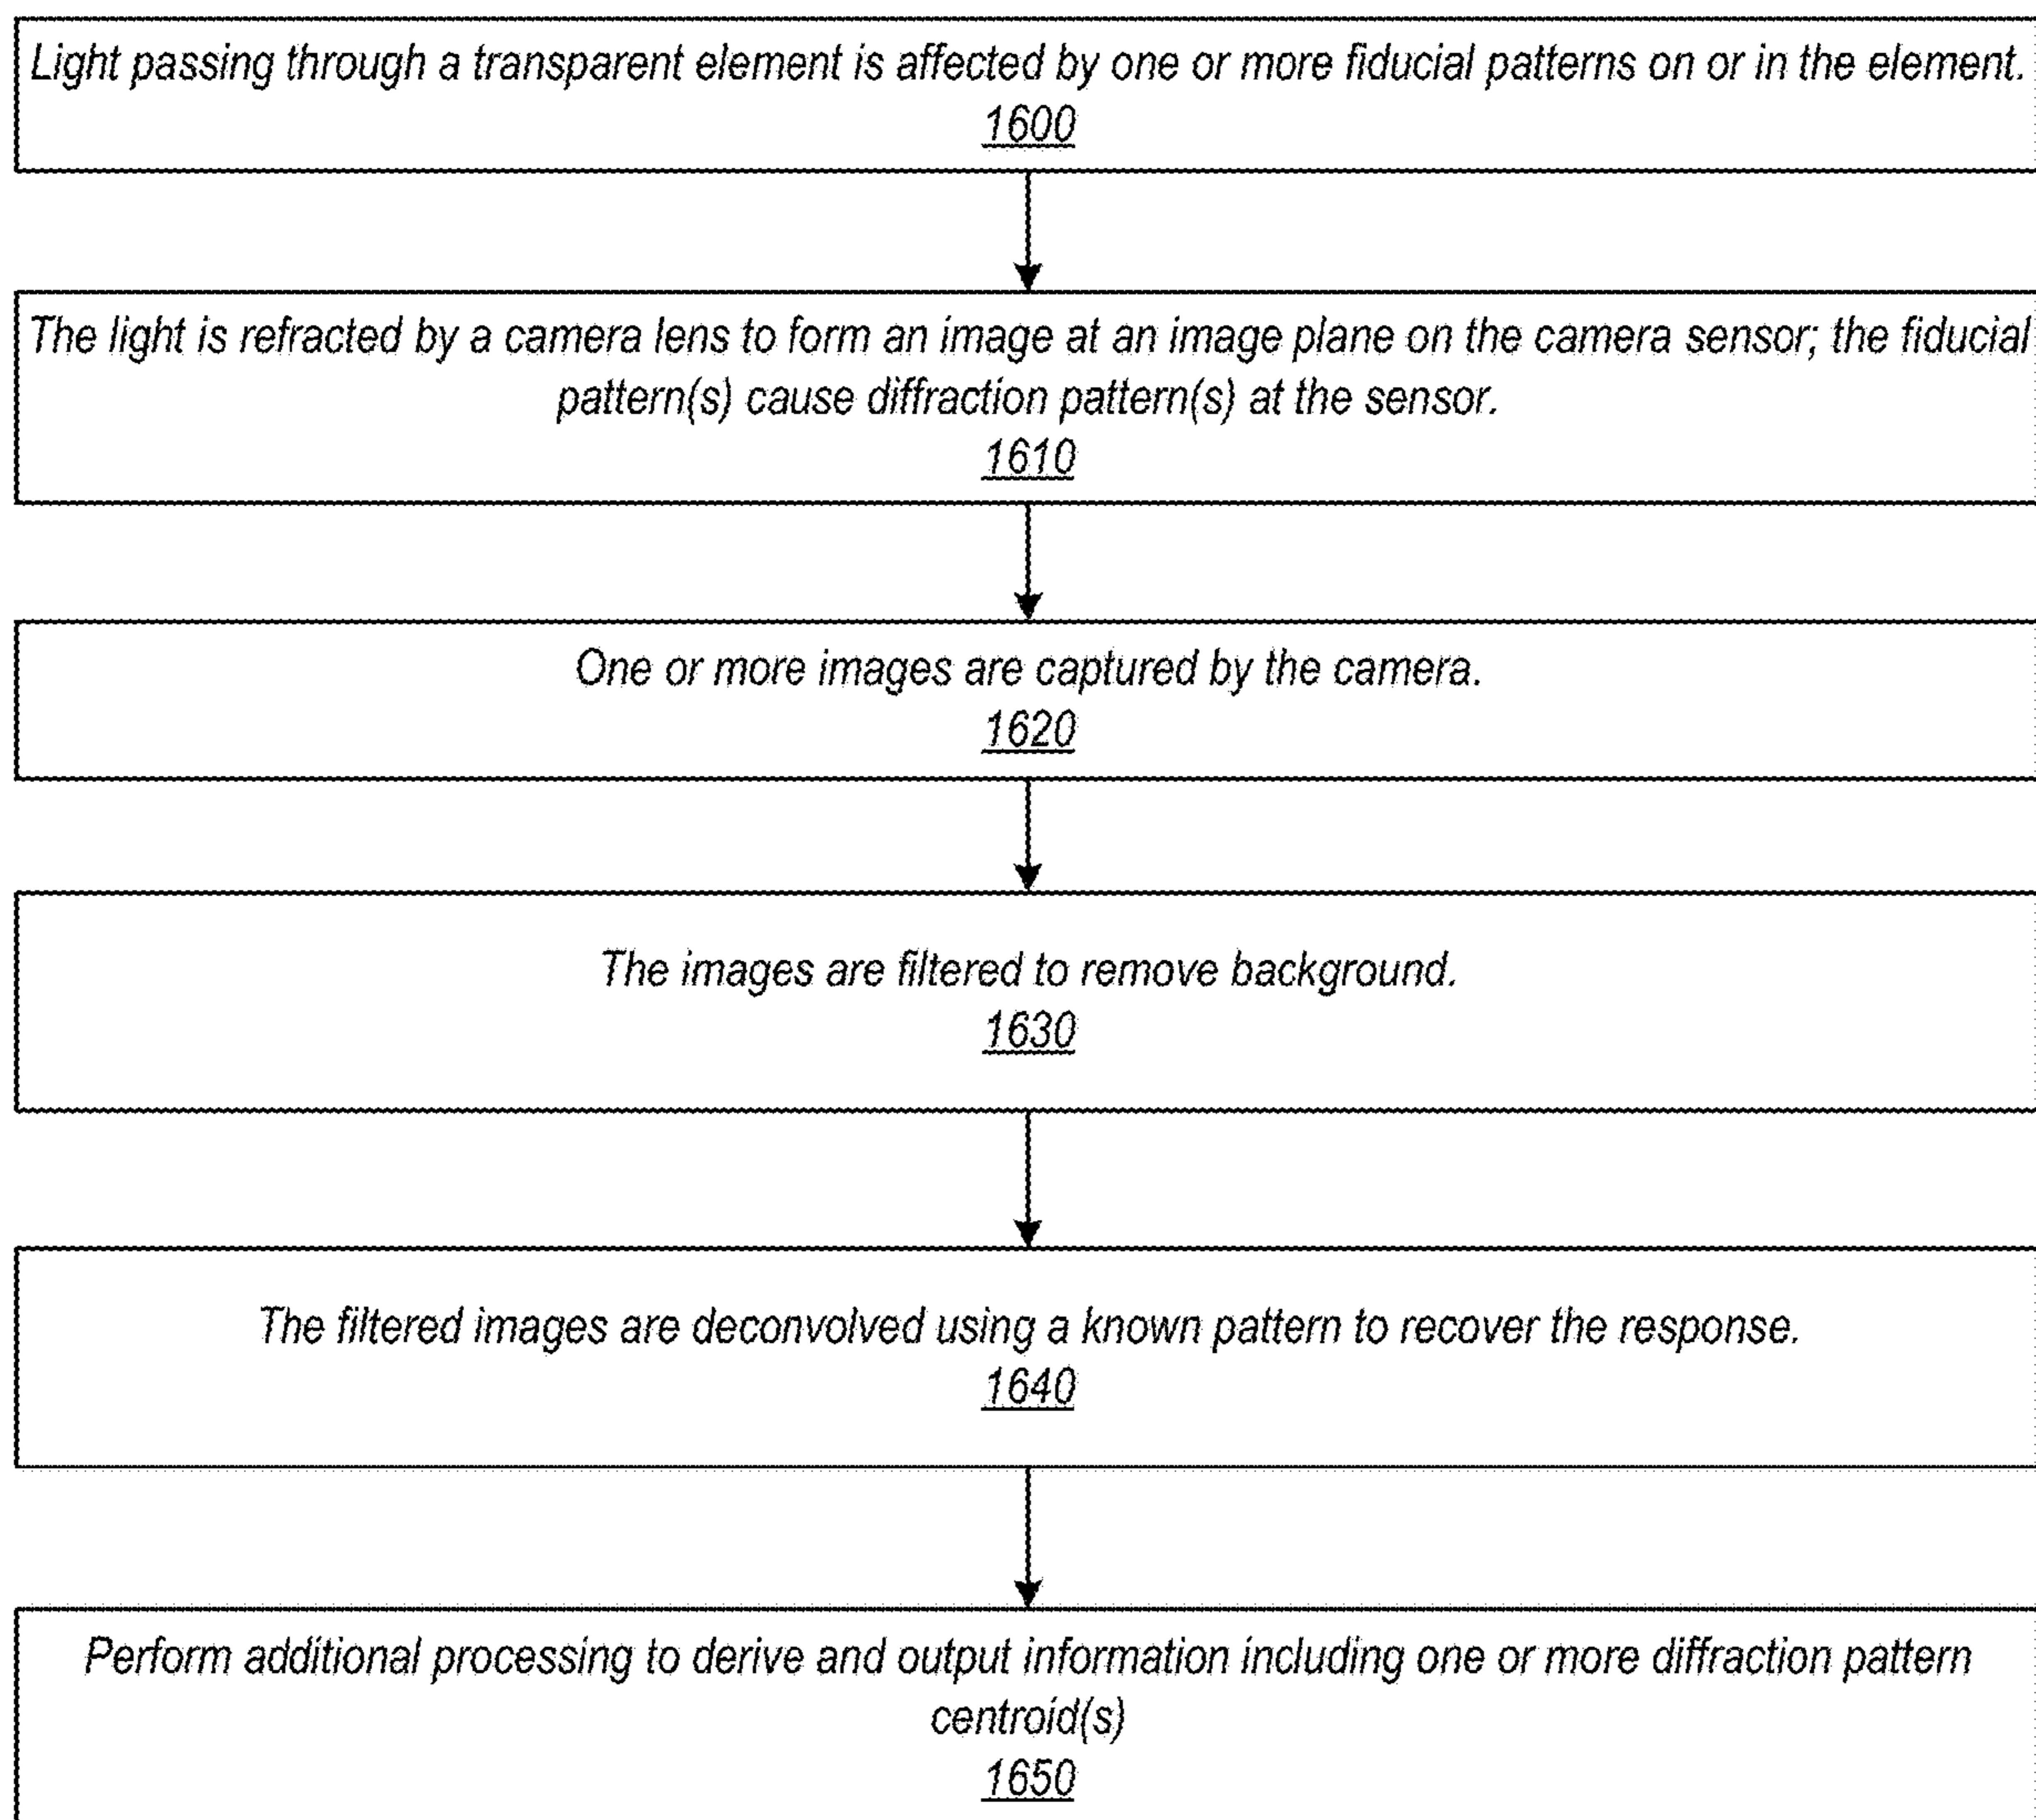 Light passing through a transparent element is affected by one or more fiducial patterns on or in the element.
1600
The light is refracted by a camera lens to form an image at an image plane on the camera sensor; the fiducial
pattern(s) cause diffraction pattern(s) at the sensor.
1610
One or more images are captured by the camera.
1620
The images are filtered to remove background.
1630
The filtered images are deconvolved using a known pattern to recover the response.
1640
Perform additional processing to derive and output information including one or more diffraction pattern
centroid(s)
1650